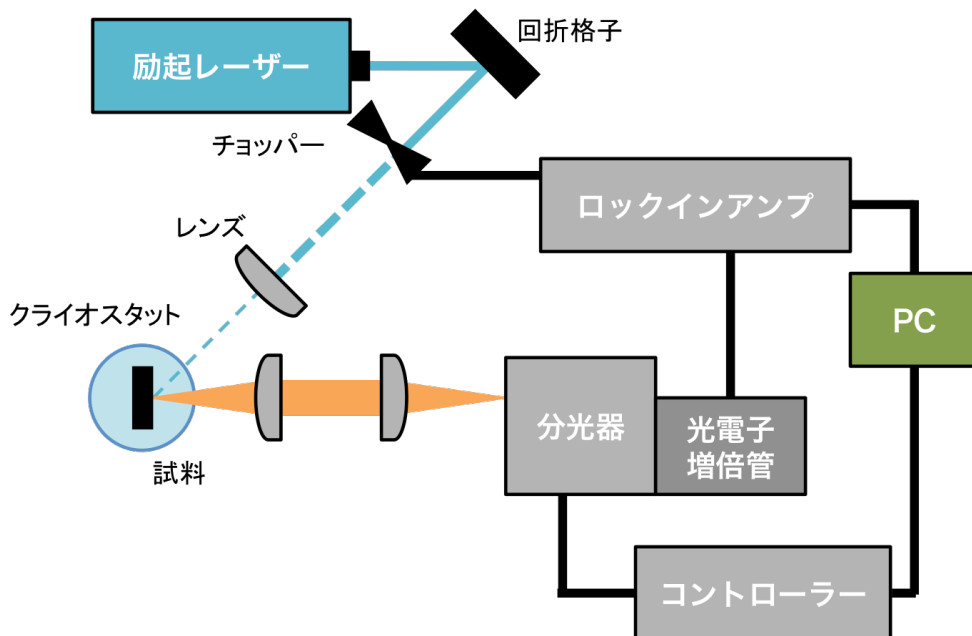 回折格子
励起レーザー
チョッパー
ロックインアンプ
レンズ
クライオスタット
PC
分光器
光電子
増倍管
試料
コントローラー